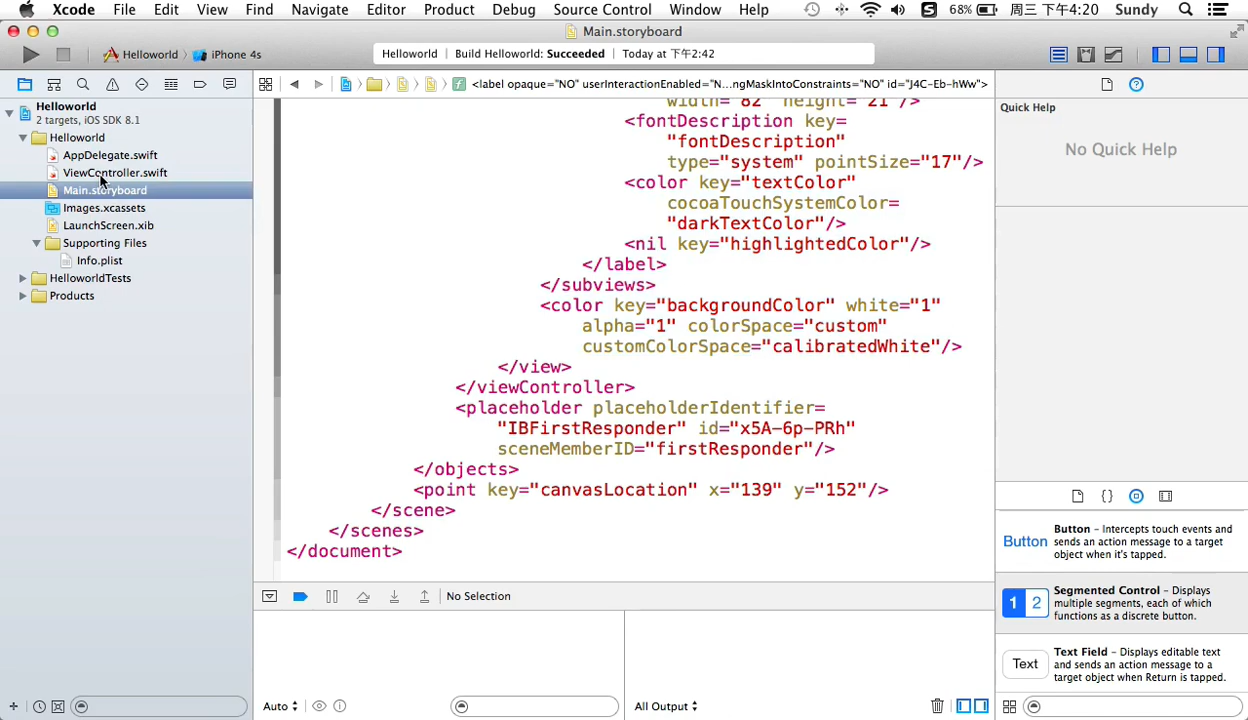 Xcode File Edit View Find Navigate Editor Product Debug Source Control Window Help 68% 周三 下午4:20 Sundy
Main.storyboard
Helloworld iPhone 4s
Helloworld Build Helloworld: Succeeded Today at 下午2:42
<label opaque="NO" userInteractionEnabled="N...ngMaskIntoConstraints="NO" id="J4C-Eb-hWw">
Helloworld
2 targets, iOS SDK 8.1
Helloworld
AppDelegate.swift
ViewController.swift
Main.storyboard
Images.xcassets
LaunchScreen.xib
Supporting Files
Info.plist
HelloworldTests
Products
width="82" height="21"/>
<fontDescription key=
"fontDescription"
type="system" pointSize="17"/>
<color key="textColor"
cocoaTouchSystemColor=
"darkTextColor"/>
<nil key="highlightedColor"/>
</label>
</subviews>
<color key="backgroundColor" white="1"
alpha="1" colorSpace="custom"
customColorSpace="calibratedWhite"/>
</view>
</viewController>
<placeholder placeholderIdentifier=
"IBFirstResponder" id="x5A-6p-PRh"
sceneMemberID="firstResponder"/>
</objects>
<point key="canvasLocation" x="139" y="152"/>
</scene>
</scenes>
</document>
No Selection
Auto
All Output
Quick Help
No Quick Help
Button
Button - Intercepts touch events and
sends an action message to a target
object when it's tapped.
1 2
Segmented Control - Displays
multiple segments, each of which
functions as a discrete button.
Text
Text Field - Displays editable text
and sends an action message to a
target object when Return is tapped.